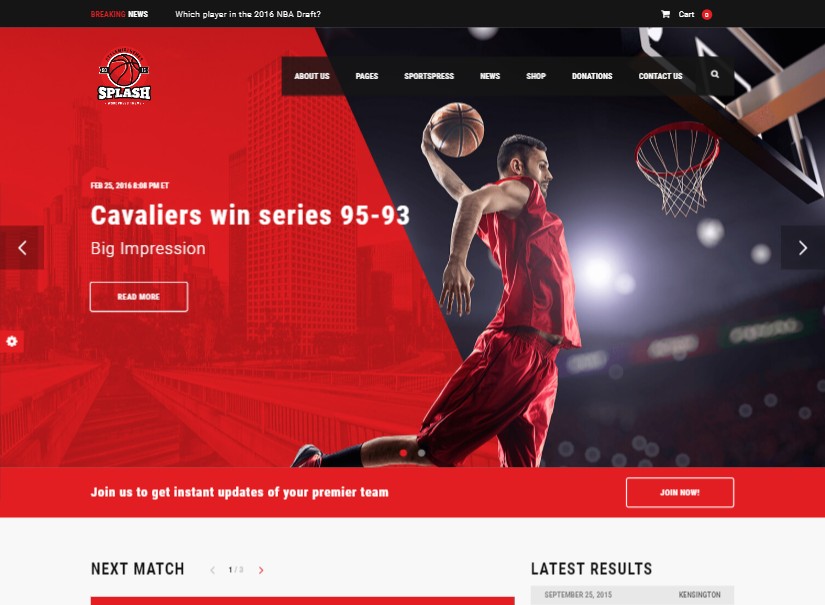 BREAKING NEWS Which player in the 2016 NBA Draft? Cart 0
SPLASH
ABOUT US PAGES SPORTSPRESS NEWS SHOP DONATIONS CONTACT US
FEB 25, 2016 8:08 PM ET
Cavaliers win series 95-93
Big Impression
READ MORE
Join us to get instant updates of your premier team
JOIN NOW!
NEXT MATCH 1 / 3
LATEST RESULTS
SEPTEMBER 25, 2015 KENSINGTON